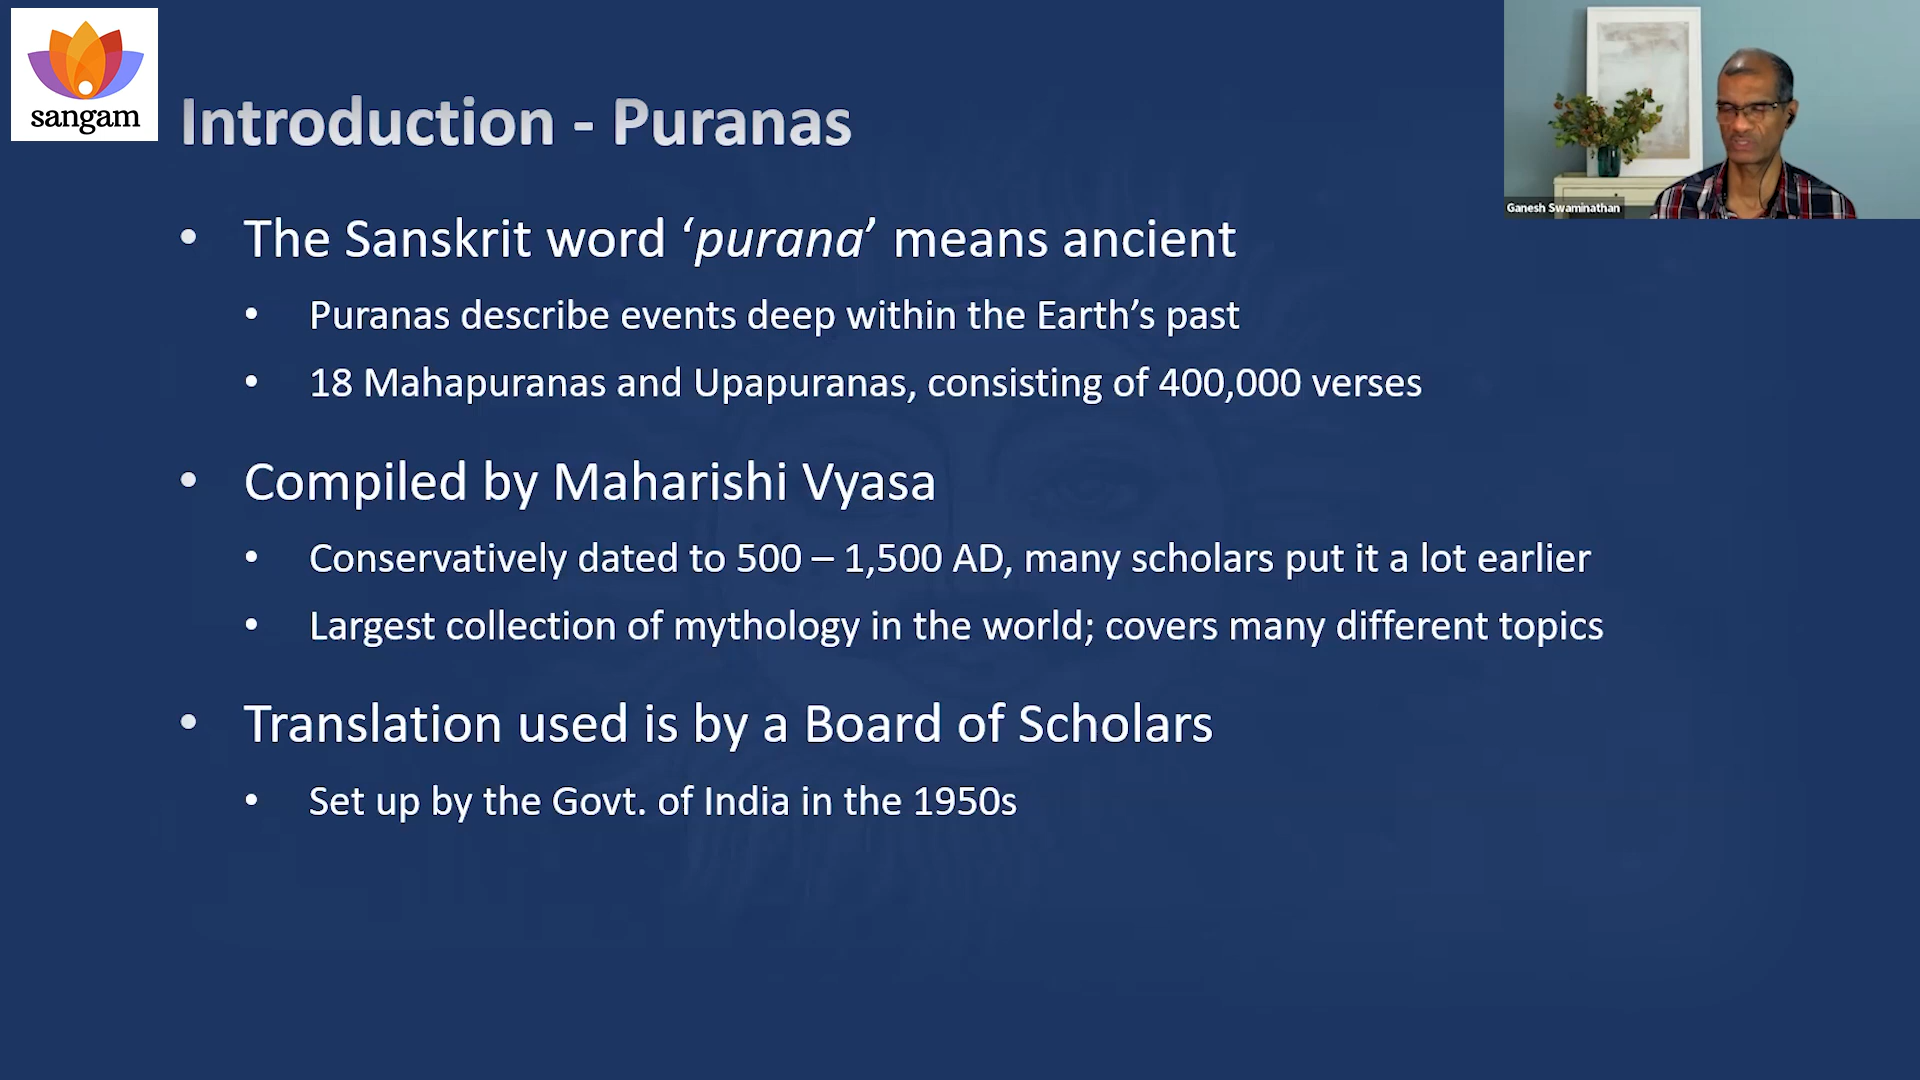 sangam
Introduction - Puranas
Ganesh Swaminathan
• The Sanskrit word ‘purana’ means ancient
• Puranas describe events deep within the Earth’s past
• 18 Mahapuranas and Upapuranas, consisting of 400,000 verses
• Compiled by Maharishi Vyasa
• Conservatively dated to 500 – 1,500 AD, many scholars put it a lot earlier
• Largest collection of mythology in the world; covers many different topics
• Translation used is by a Board of Scholars
• Set up by the Govt. of India in the 1950s